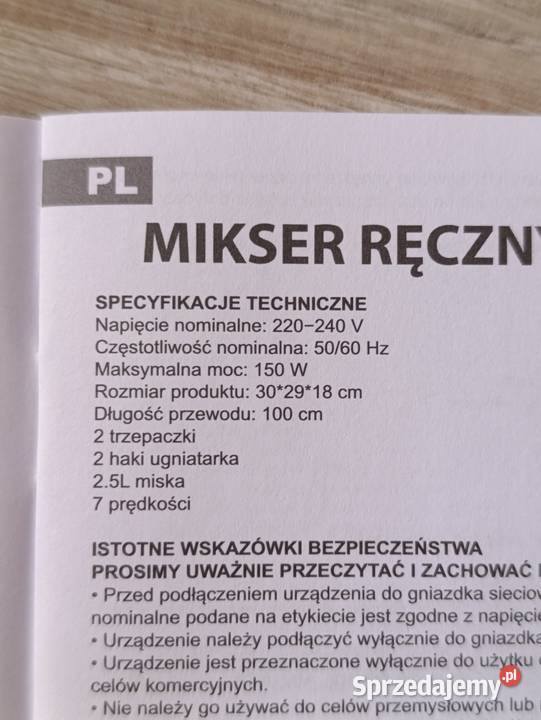 PL
MIKSER RĘCZNY
SPECYFIKACJE TECHNICZNE
Napięcie nominalne: 220–240 V
Częstotliwość nominalna: 50/60 Hz
Maksymalna moc: 150 W
Rozmiar produktu: 30*29*18 cm
Długość przewodu: 100 cm
2 trzepaczki
2 haki ugniatarka
2.5L miska
7 prędkości
ISTOTNE WSKAZÓWKI BEZPIECZEŃSTWA
PROSIMY UWAŻNIE PRZECZYTAĆ I ZACHOWAĆ
• Przed podłączeniem urządzenia do gniazdka
nominalne podane na etykiecie jest zgodne z
• Urządzenie należy podłączyć wyłącznie do gniazdka
• Urządzenie jest przeznaczone wyłącznie do użytku
celów komercyjnych.
• Nie należy go używać do celów przemysłowych lub
Sprzedajemy.pl